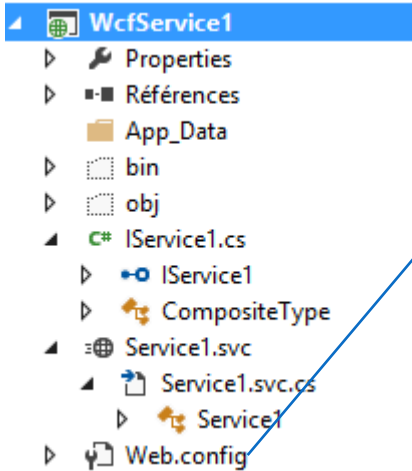 WcfService1
Properties
Références
App_Data
bin
obj
C# IService1.cs
IService1
CompositeType
Service1.svc
Service1.svc.cs
Service1
Web.config